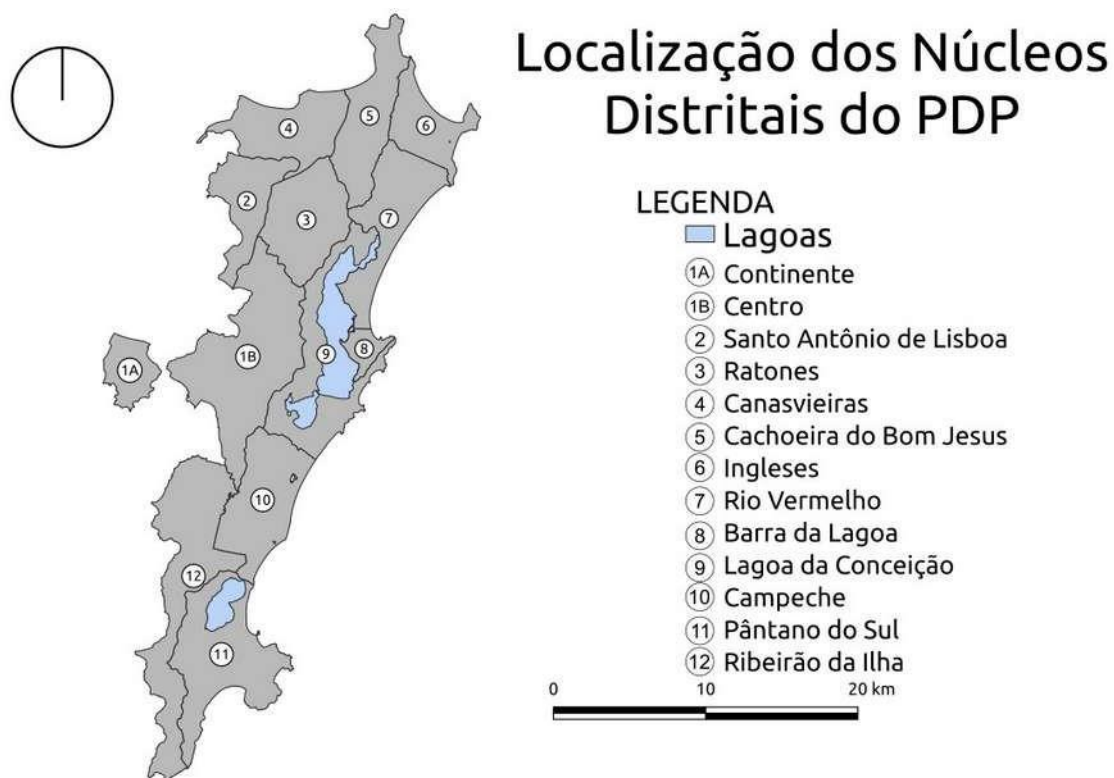 Localização dos Núcleos
Distritais do PDP
LEGENDA
Lagoas
1A Continente
1B Centro
2 Santo Antônio de Lisboa
3 Ratones
4 Canasvieiras
5 Cachoeira do Bom Jesus
6 Ingleses
7 Rio Vermelho
8 Barra da Lagoa
9 Lagoa da Conceição
10 Campeche
11 Pântano do Sul
12 Ribeirão da Ilha
0 10 20 km
5
4
6
2
3
7
1B
9
8
1A
10
12
11